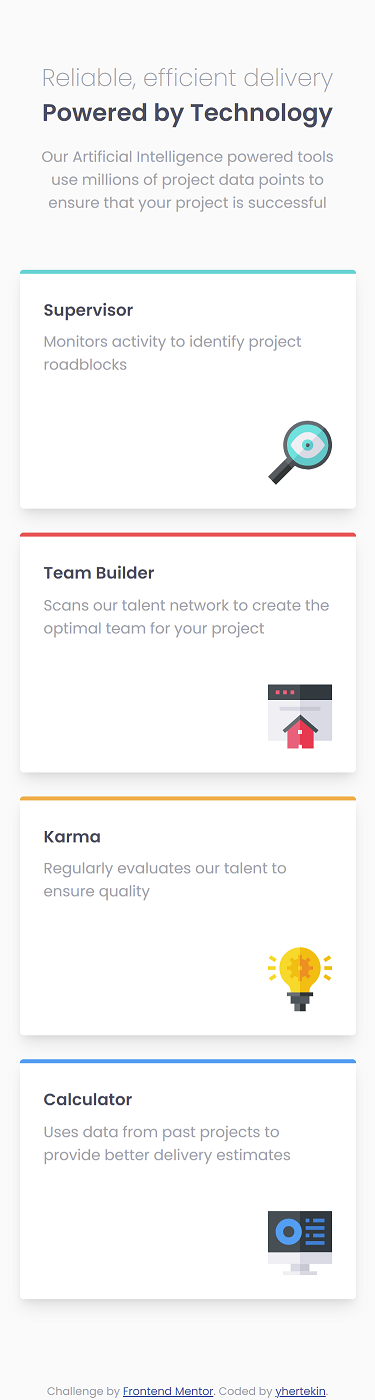 Reliable, efficient delivery
Powered by Technology
Our Artificial Intelligence powered tools
use millions of project data points to
ensure that your project is successful
Supervisor
Monitors activity to identify project
roadblocks
Team Builder
Scans our talent network to create the
optimal team for your project
Karma
Regularly evaluates our talent to
ensure quality
Calculator
Uses data from past projects to
provide better delivery estimates
Challenge by Frontend Mentor. Coded by yhertekin.